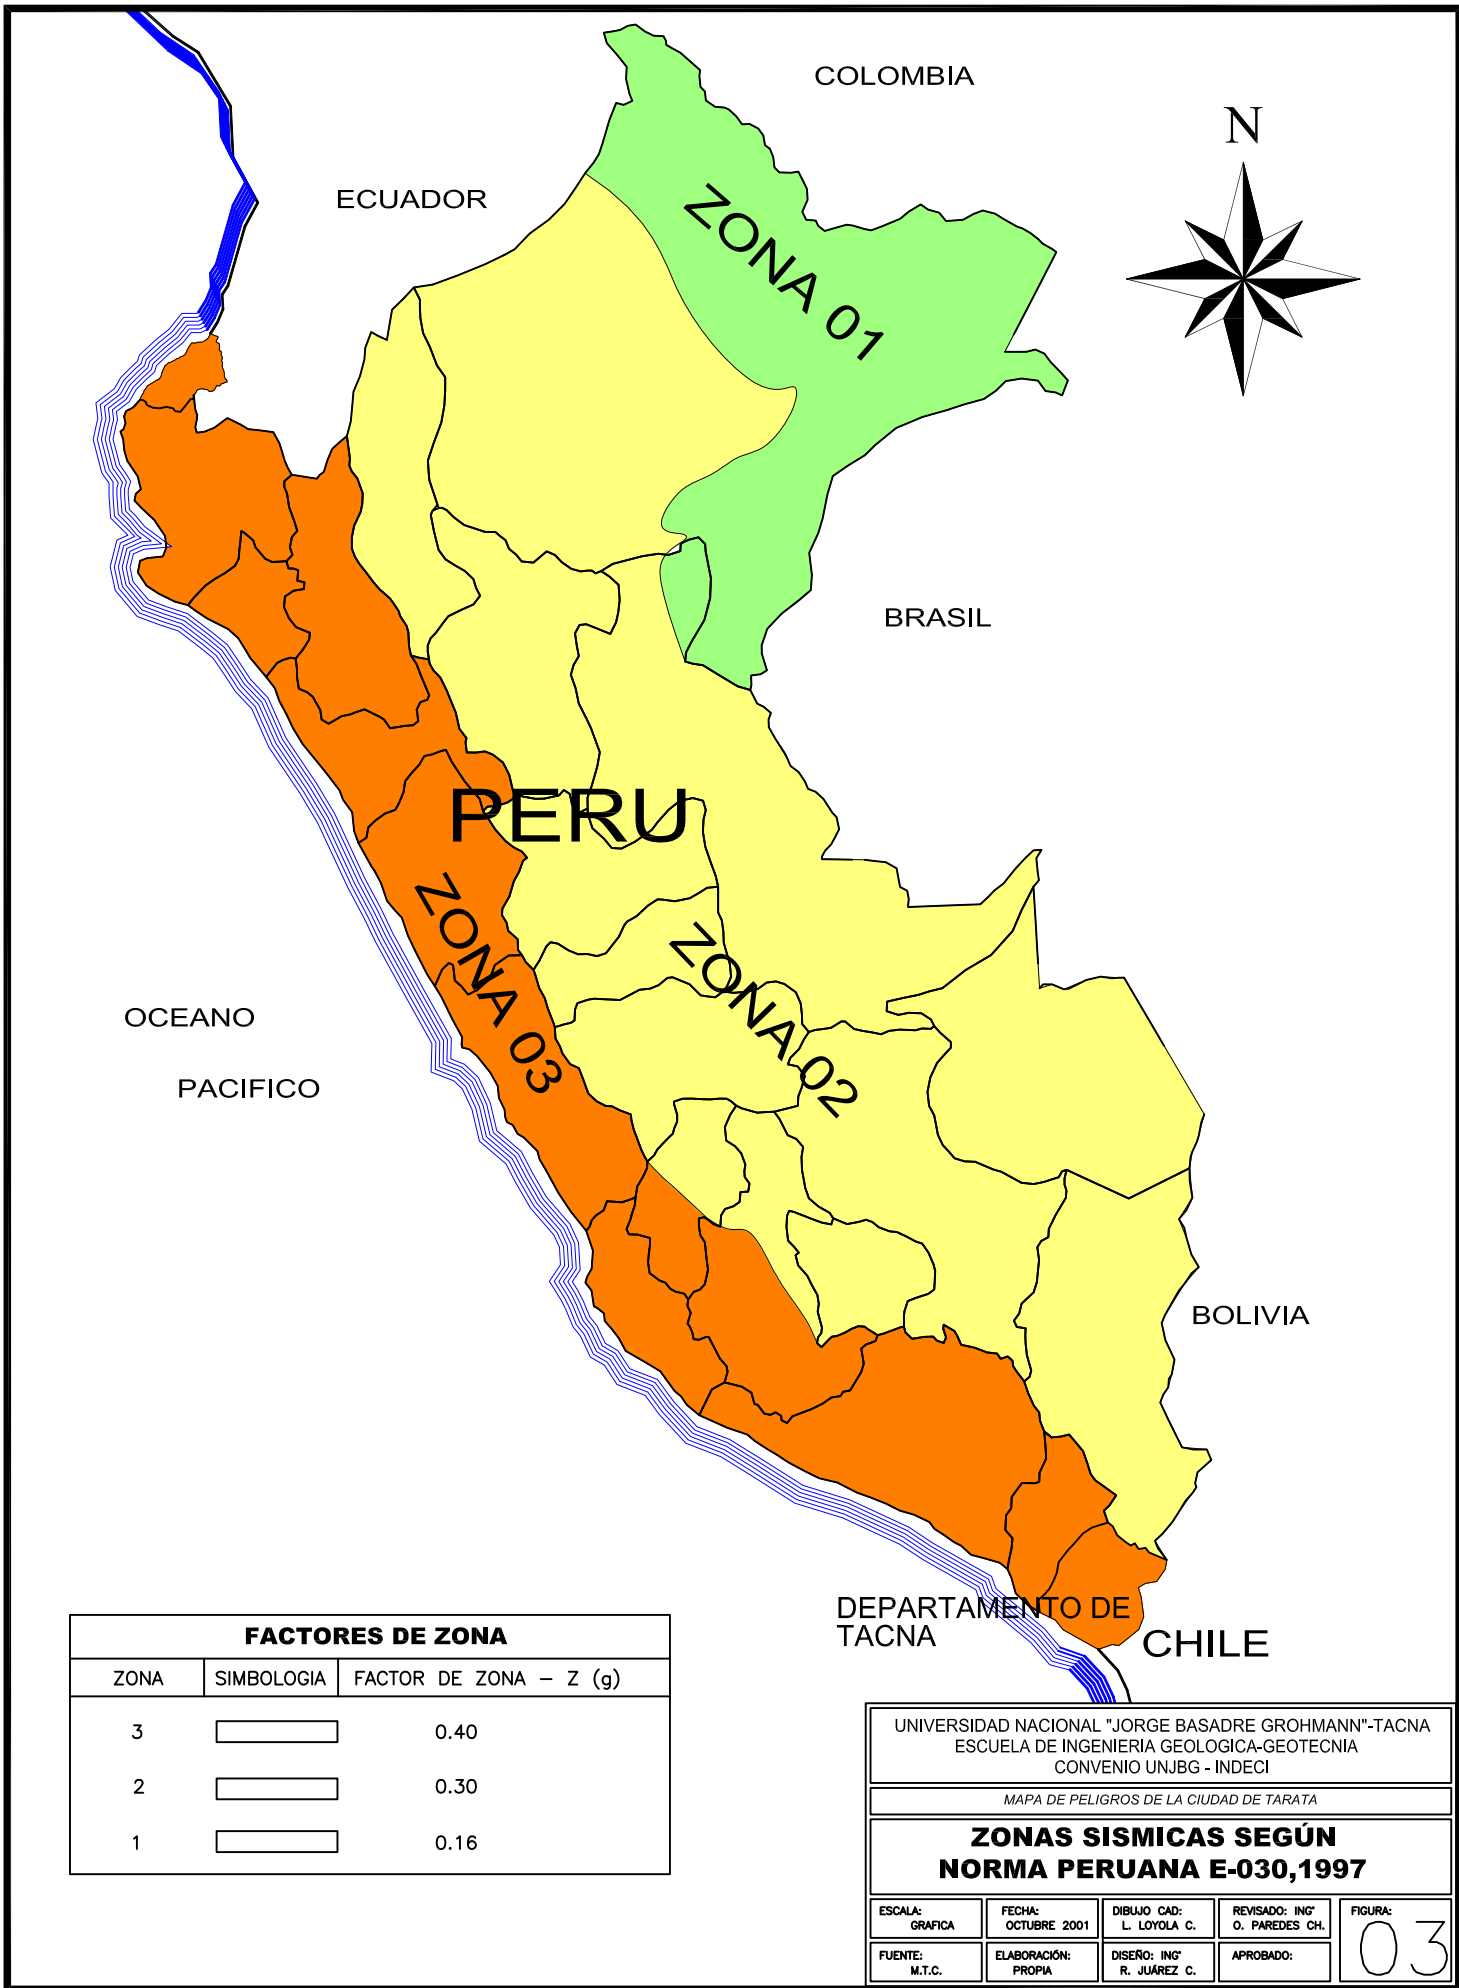 COLOMBIA
N
ECUADOR
ZONA 01
BRASIL
PERU
ZONA 03
ZONA 02
OCEANO
PACIFICO
BOLIVIA
DEPARTAMENTO DE
TACNA
CHILE
FACTORES DE ZONA
ZONA SIMBOLOGIA FACTOR DE ZONA – Z (g)
3 0.40
2 0.30
1 0.16
UNIVERSIDAD NACIONAL "JORGE BASADRE GROHMANN"-TACNA
ESCUELA DE INGENIERIA GEOLOGICA-GEOTECNIA
CONVENIO UNJBG - INDECI
MAPA DE PELIGROS DE LA CIUDAD DE TARATA
ZONAS SISMICAS SEGÚN
NORMA PERUANA E-030,1997
ESCALA:
GRAFICA
FECHA:
OCTUBRE 2001
DIBUJO CAD:
L. LOYOLA C.
REVISADO: ING°
O. PAREDES CH.
FIGURA:
03
FUENTE:
M.T.C.
ELABORACIÓN:
PROPIA
DISEÑO: ING°
R. JUÁREZ C.
APROBADO: